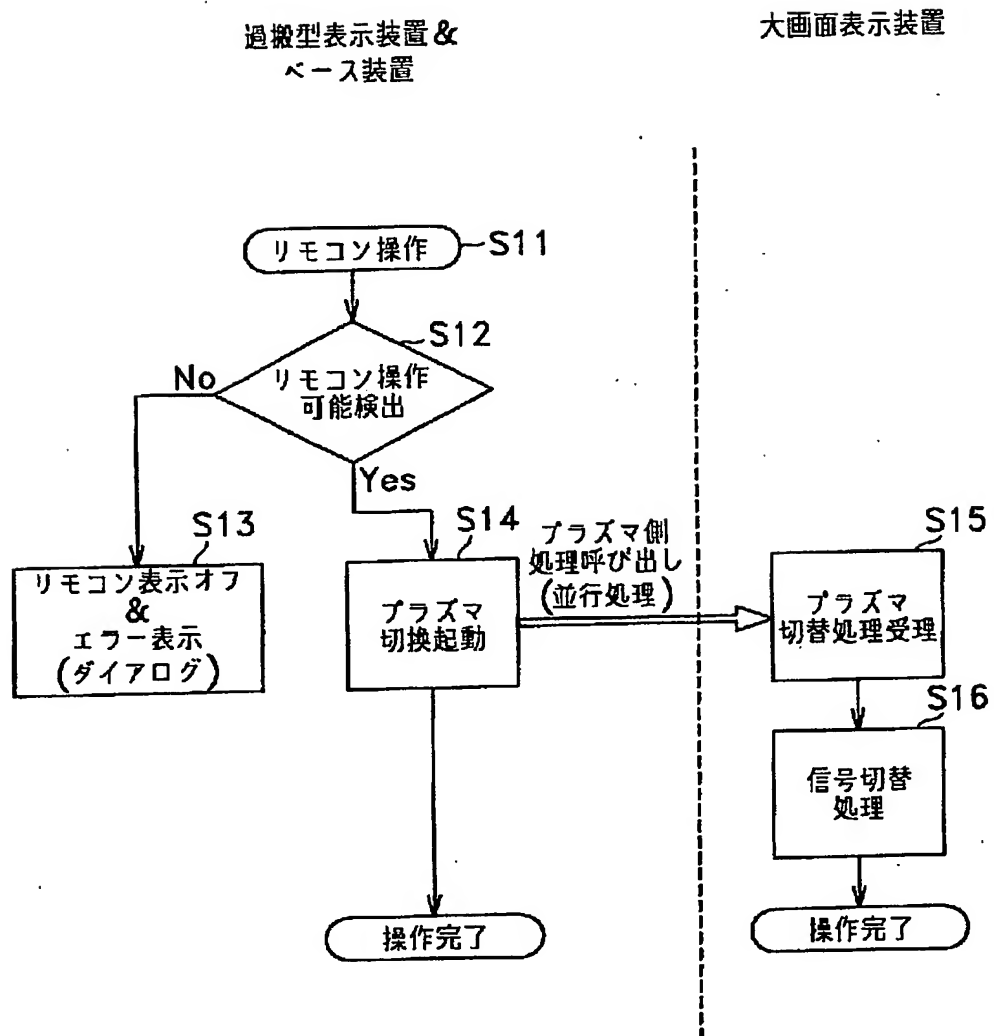 過搬型表示装置&
ベース装置
大画面表示装置
リモコン操作
S11
S12
リモコン操作
可能検出
No
Yes
S13
リモコン表示オフ
&
エラー表示
(ダイアログ)
S14
プラズマ
切換起動
プラズマ側
処理呼び出し
(並行処理)
S15
プラズマ
切替処理受理
S16
信号切替
処理
操作完了
操作完了